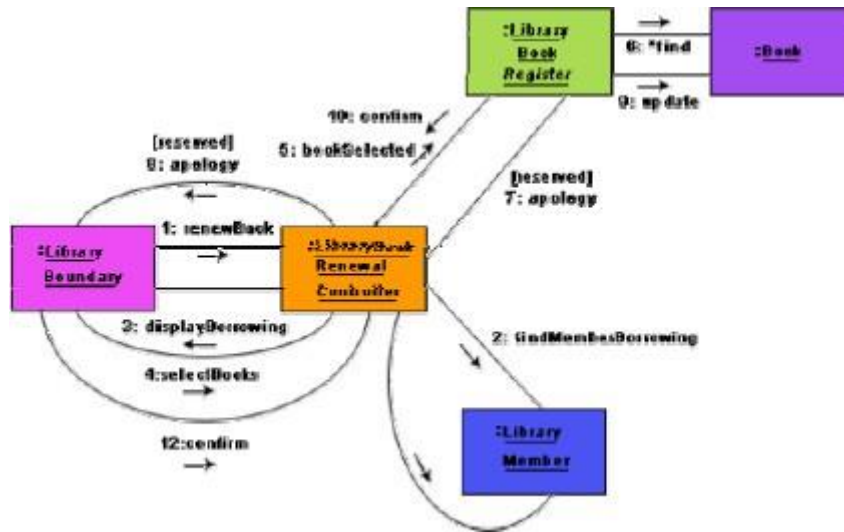 :Library
Book
Register
6: *find
:Book
9: update
10: confirm
5: bookSelected
[reserved]
8: apology
[reserved]
7: apology
1: renewBook
:Library
Boundary
:LibraryBook
Renewal
Controller
3: displayBorrowing
2: findMemberBorrowing
4:selectBooks
:Library
Member
12:confirm